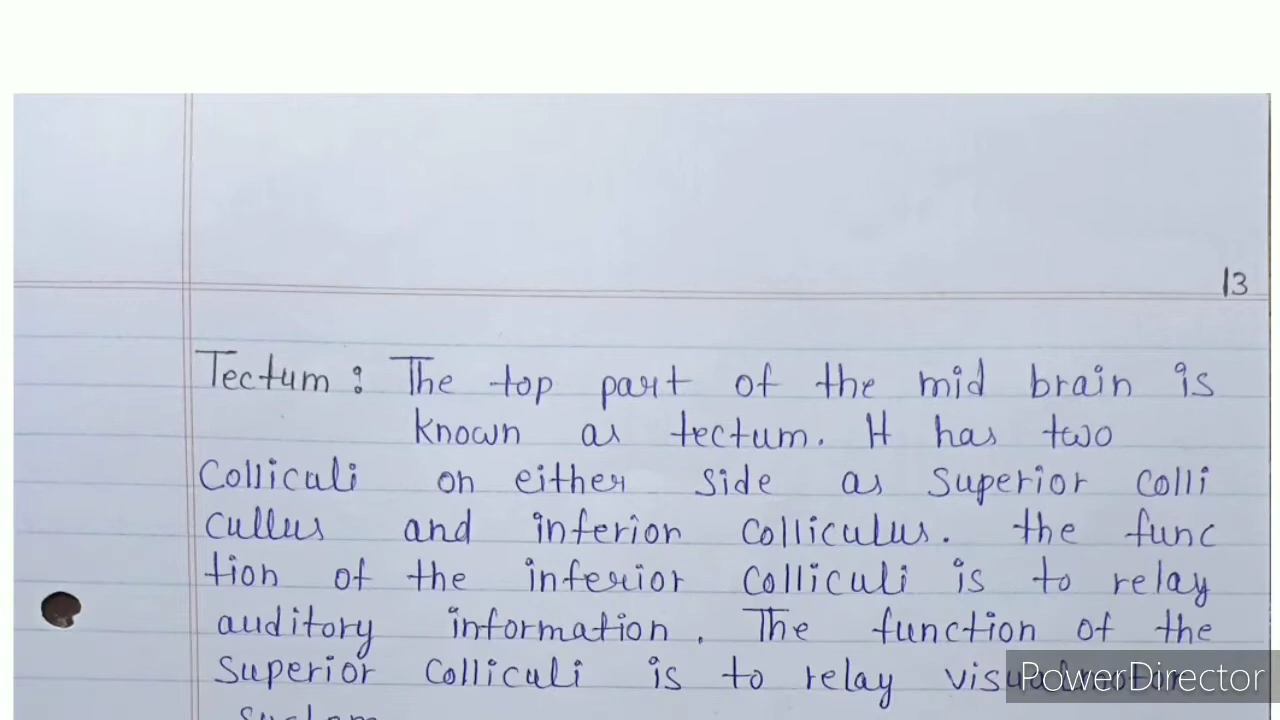 13
Tectum : The top part of the mid brain is
known as tectum. It has two
Colliculi on either side as Superior colli
cullus and inferior Colliculus. the func
tion of the inferior Colliculi is to relay
auditory information. The function of the
Superior Colliculi is to relay
PowerDirector